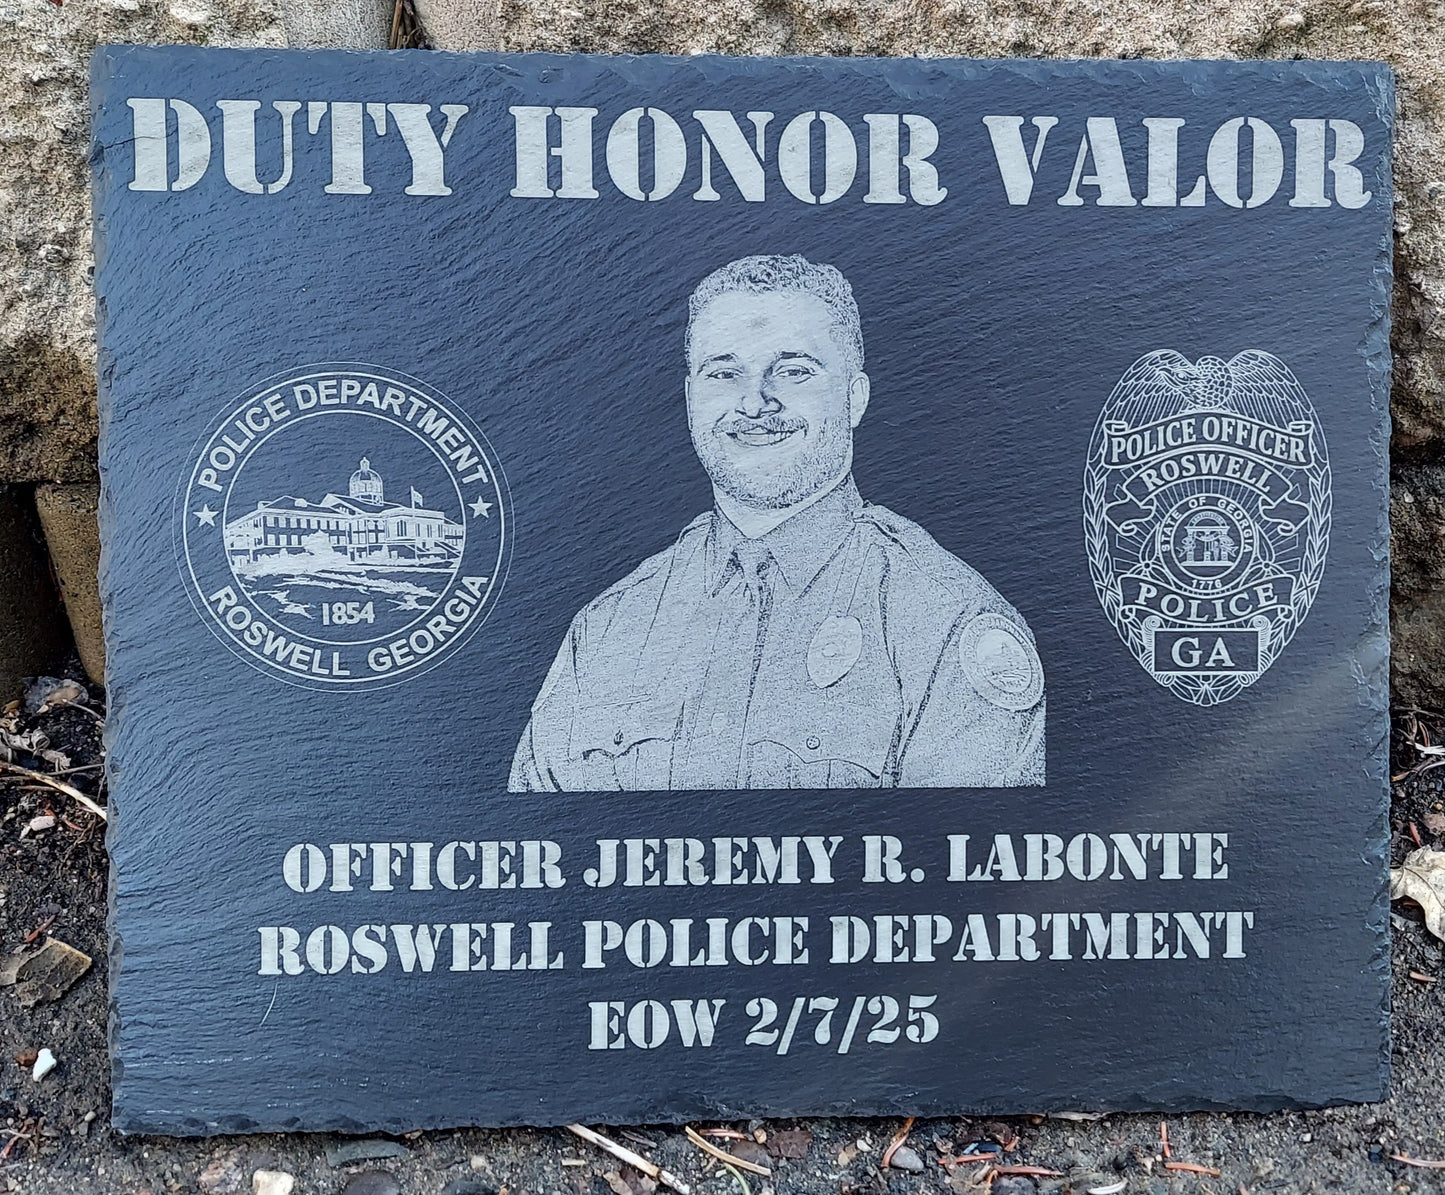 DUTY HONOR VALOR
POLICE DEPARTMENT
1854
ROSWELL GEORGIA
POLICE OFFICER
ROSWELL
STATE OF GEORGIA
1776
POLICE
GA
OFFICER JEREMY R. LABONTE
ROSWELL POLICE DEPARTMENT
EOW 2/7/25